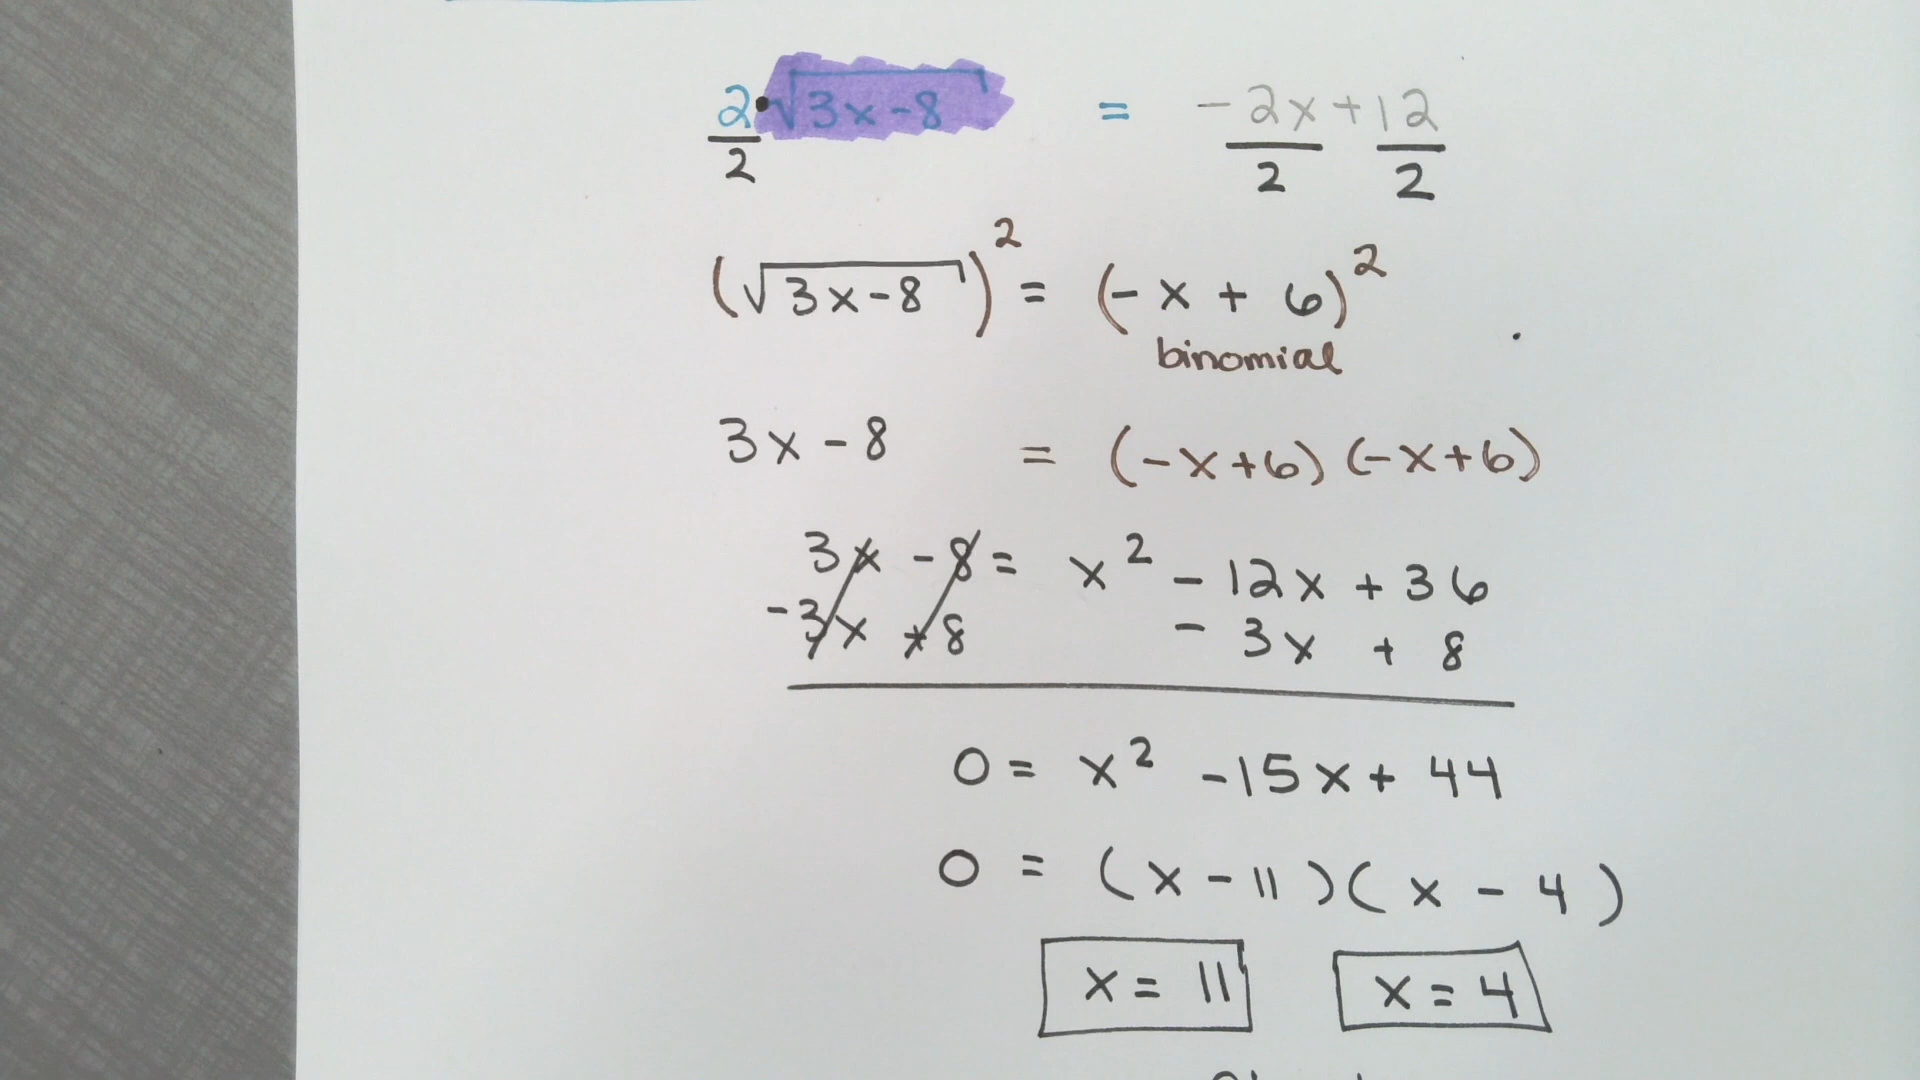 2•√3x-8 = -2x+12
2 2 2
(√3x-8)² = (-x + 6)²
binomial
3x-8 = (-x+6)(-x+6)
3x -8 = x² - 12x + 36
-3x +8 - 3x + 8
0 = x² -15x + 44
0 = (x-11)(x-4)
x = 11 x = 4